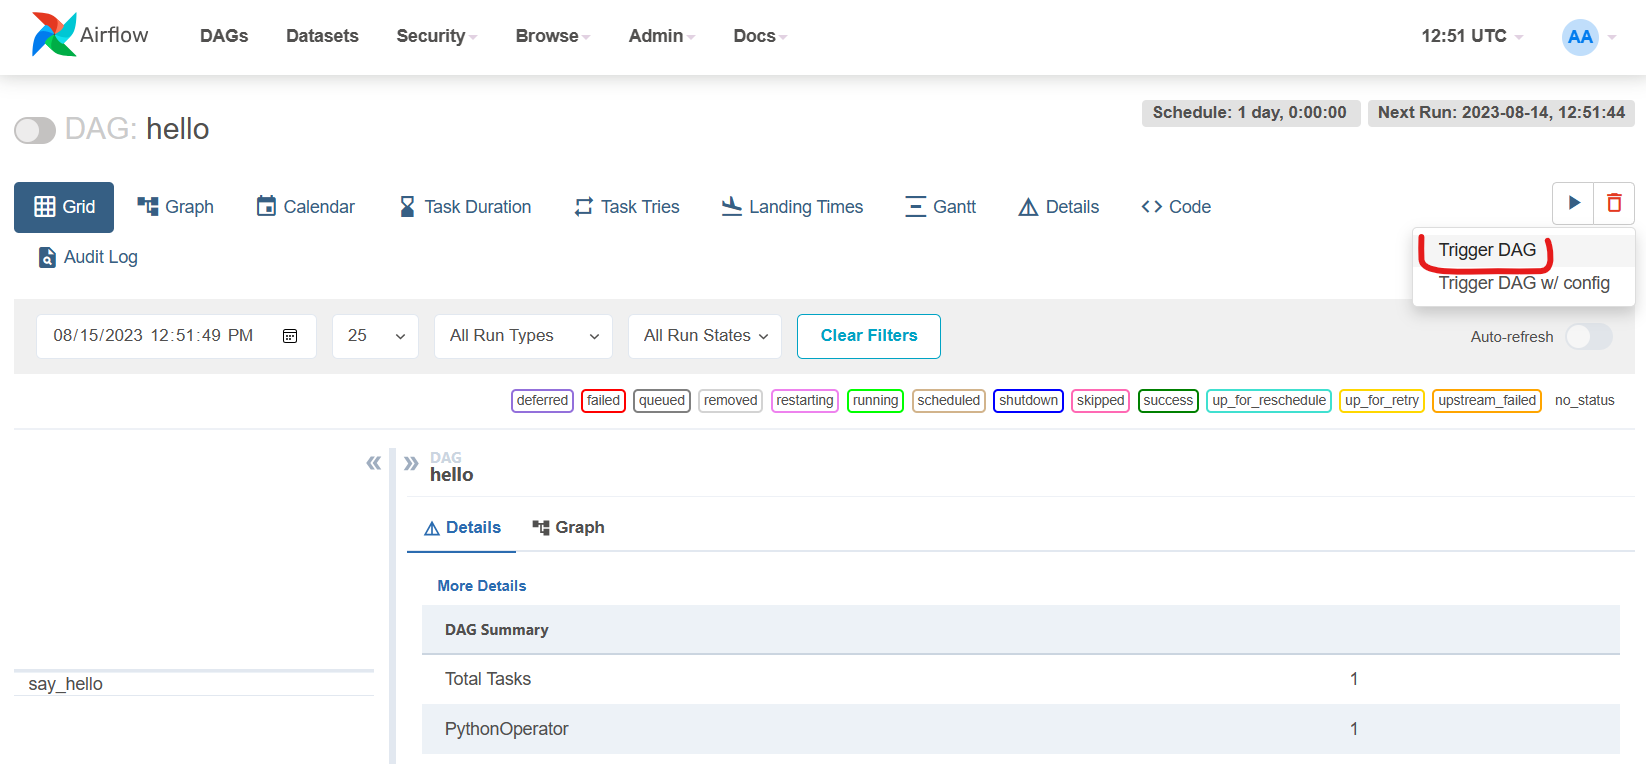 Airflow DAGs Datasets Security Browse Admin Docs 12:51 UTC AA
DAG: hello
Schedule: 1 day, 0:00:00 Next Run: 2023-08-14, 12:51:44
Grid Graph Calendar Task Duration Task Tries Landing Times Gantt Details <> Code
Audit Log
Trigger DAG
Trigger DAG w/ config
08/15/2023 12:51:49 PM 25 All Run Types All Run States Clear Filters Auto-refresh
deferred failed queued removed restarting running scheduled shutdown skipped success up_for_reschedule up_for_retry upstream_failed no_status
« » DAG
hello
Details Graph
More Details
DAG Summary
Total Tasks 1
say_hello
PythonOperator 1